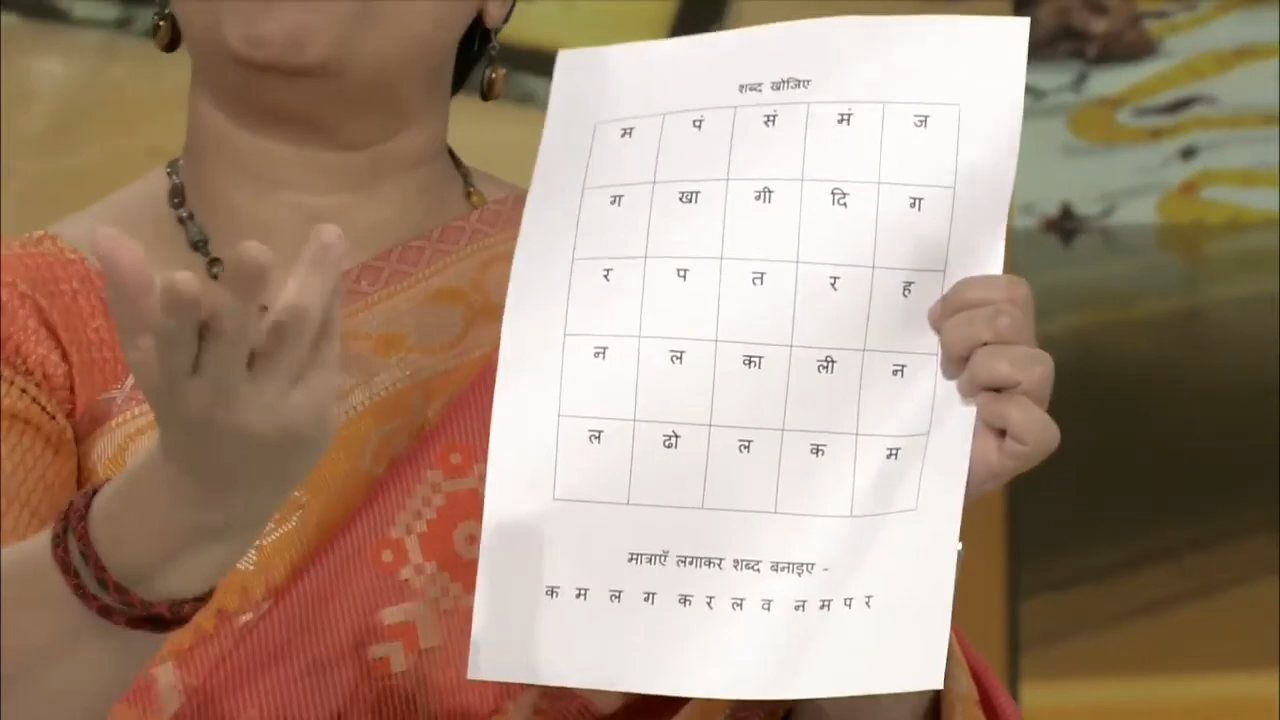 शब्द खोजिए
म पं सं मं ज
ग खा गी दि ग
र प त र ह
न ल का ली न
ल ढो ल क म
मात्राएँ लगाकर शब्द बनाइए -
क म ल ग क र ल व न म प र